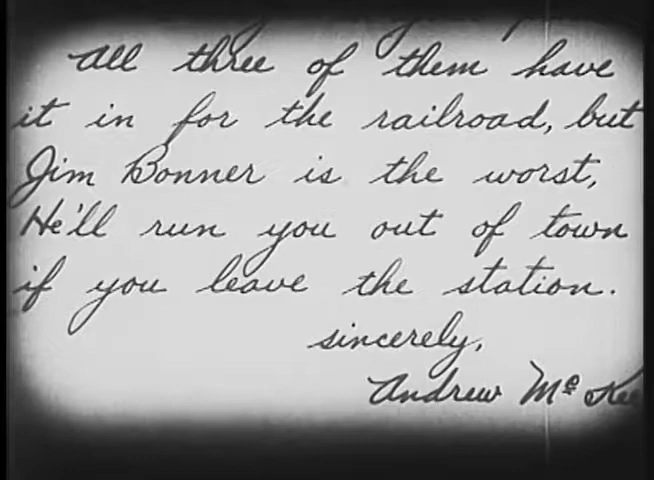 All three of them have
it in for the railroad, but
Jim Bonner is the worst,
He'll run you out of town
if you leave the station.
sincerely,
Andrew McKee